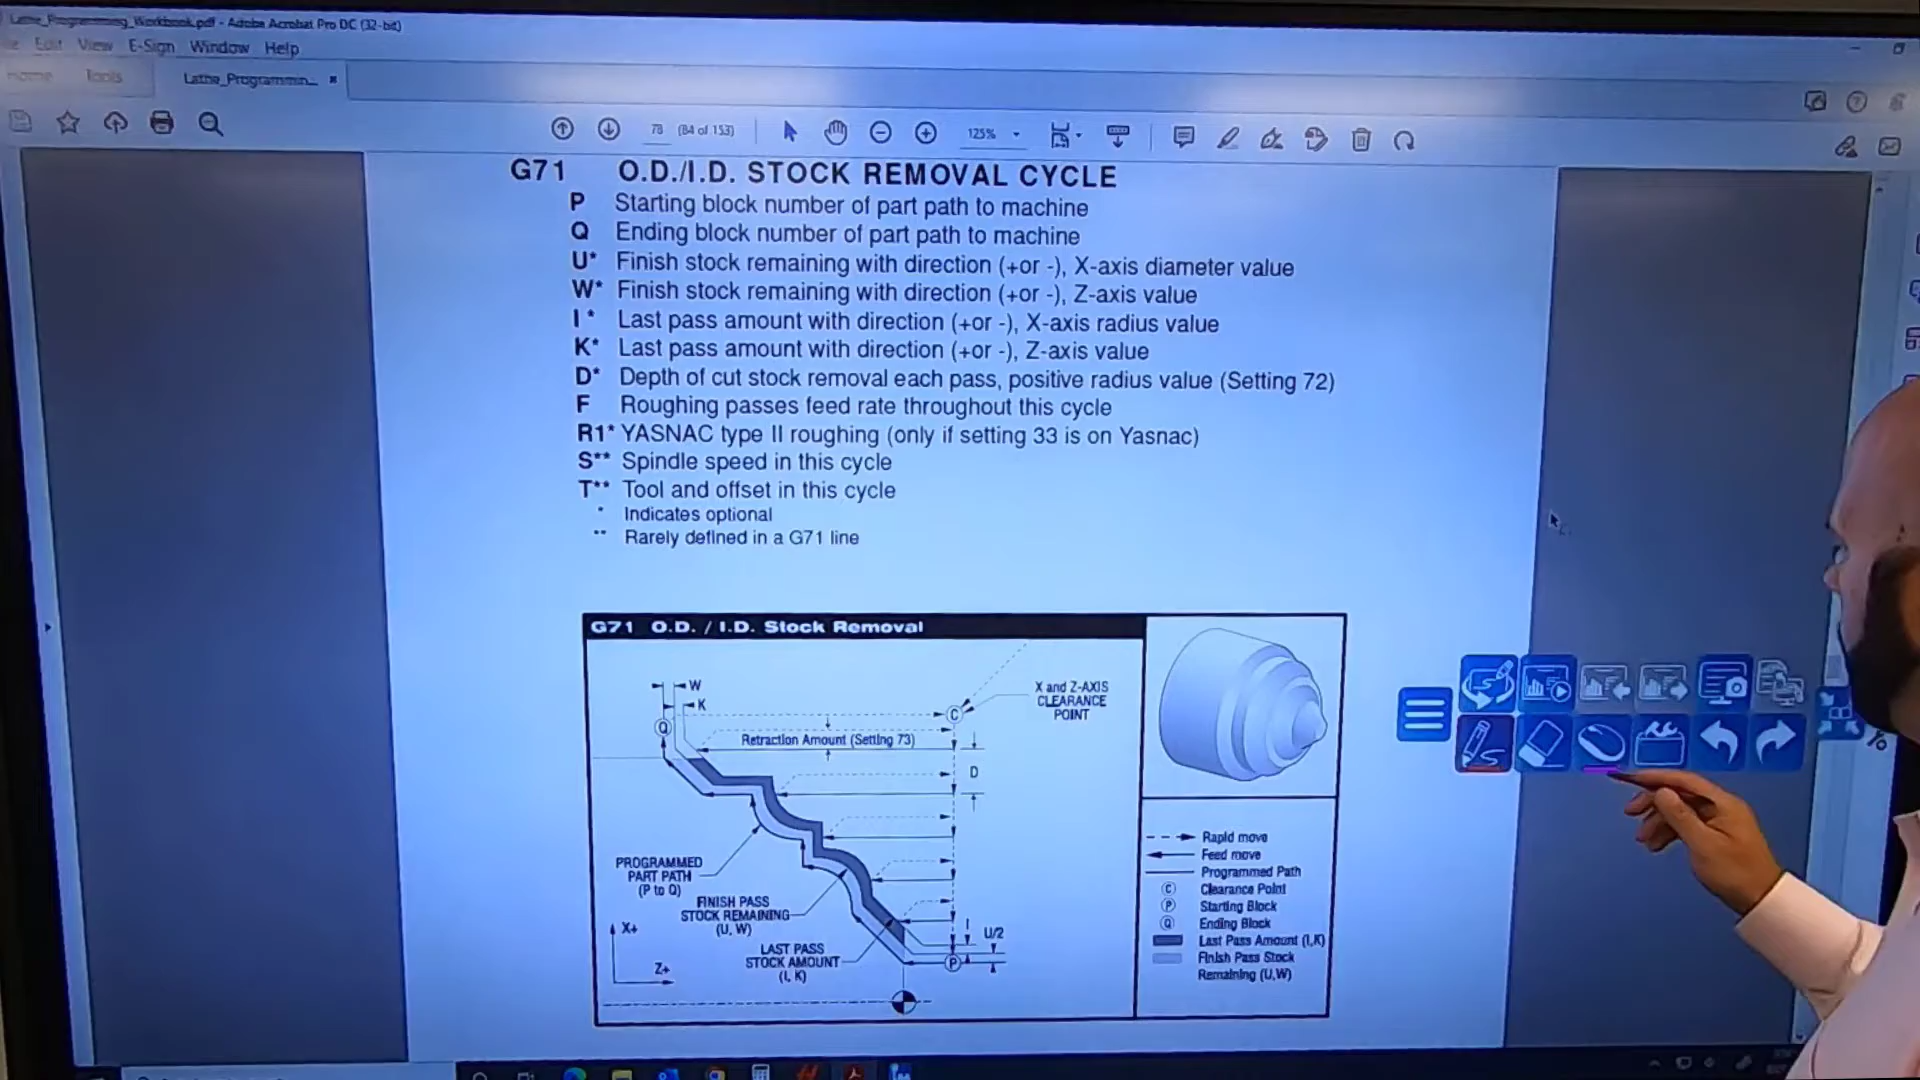 Lathe_Programming_Workbook.pdf - Adobe Acrobat Pro DC (32-bit)
Edit View E-Sign Window Help
Home Tools Lathe_Programmin...
78 (84 of 153) 125%
G71 O.D./I.D. STOCK REMOVAL CYCLE
P Starting block number of part path to machine
Q Ending block number of part path to machine
U* Finish stock remaining with direction (+or -), X-axis diameter value
W* Finish stock remaining with direction (+or -), Z-axis value
I* Last pass amount with direction (+or -), X-axis radius value
K* Last pass amount with direction (+or -), Z-axis value
D* Depth of cut stock removal each pass, positive radius value (Setting 72)
F Roughing passes feed rate throughout this cycle
R1* YASNAC type II roughing (only if setting 33 is on Yasnac)
S** Spindle speed in this cycle
T** Tool and offset in this cycle
* Indicates optional
** Rarely defined in a G71 line
G71 O.D. / I.D. Stock Removal
W
K
Q
C
X and Z-AXIS
CLEARANCE
POINT
Retraction Amount (Setting 73)
D
PROGRAMMED
PART PATH
(P to Q)
FINISH PASS
STOCK REMAINING
(U, W)
LAST PASS
STOCK AMOUNT
(I, K)
X+
Z+
I
U/2
P
Rapid move
Feed move
Programmed Path
C Clearance Point
P Starting Block
Q Ending Block
Last Pass Amount (I,K)
Finish Pass Stock
Remaining (U,W)